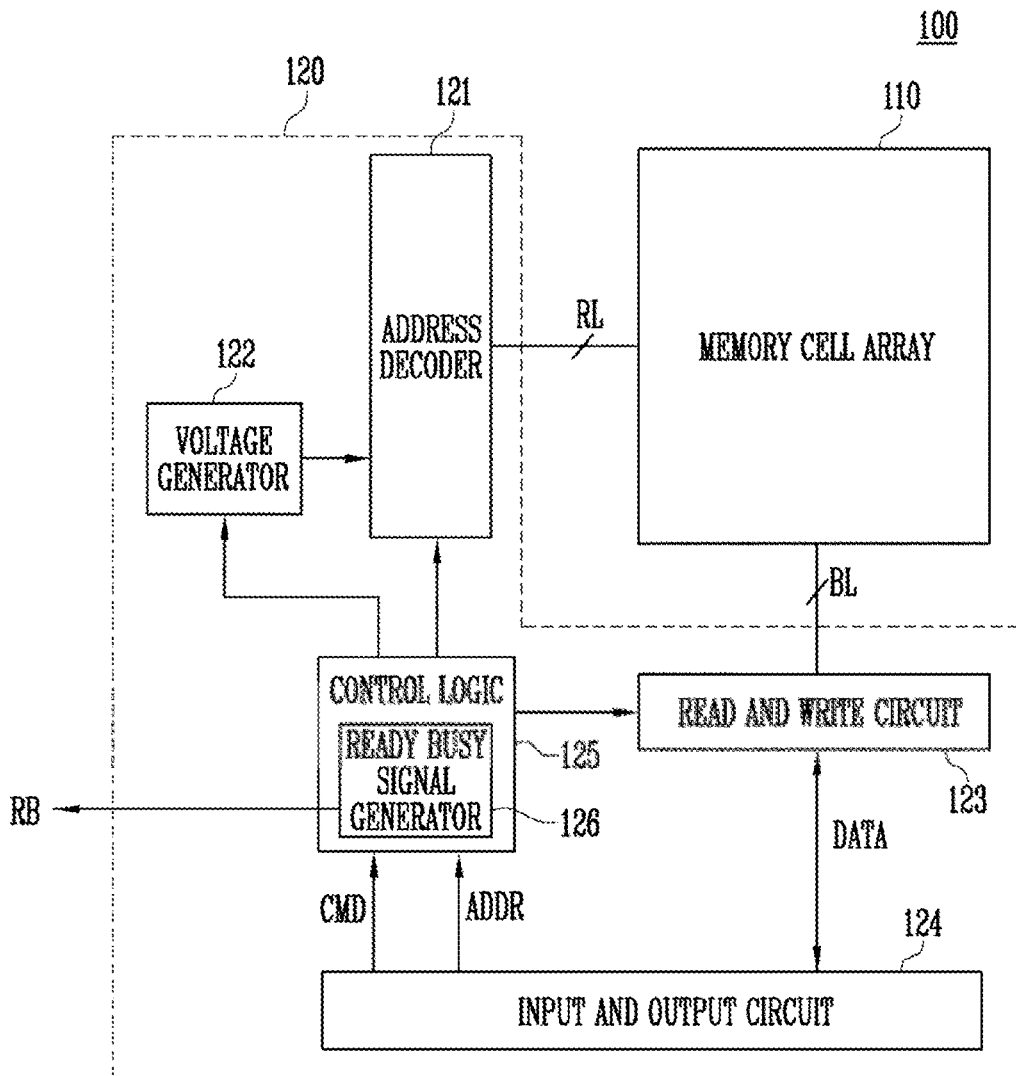 100
120
121
110
ADDRESS
DECODER
RL
MEMORY CELL ARRAY
122
VOLTAGE
GENERATOR
BL
CONTROL LOGIC
READ AND WRITE CIRCUIT
READY BUSY
SIGNAL
GENERATOR
125
123
RB
126
DATA
CMD
ADDR
124
INPUT AND OUTPUT CIRCUIT